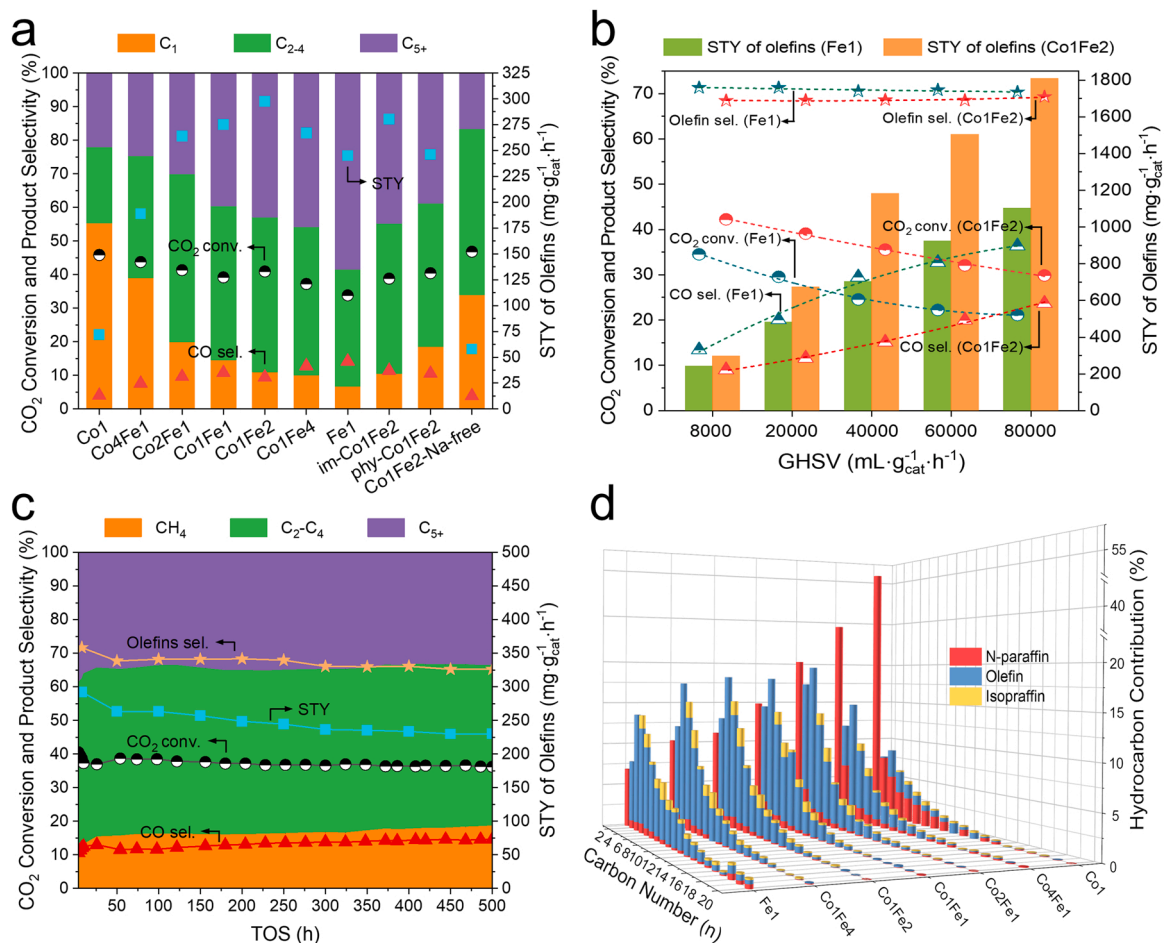 a
C₁
C₂₋₄
C₅₊
CO₂ Conversion and Product Selectivity (%)
100
90
80
70
60
50
40
30
20
10
0
325
300
275
250
225
200
175
150
125
100
75
50
25
0
STY of Olefins (mg·g⁻¹cat·h⁻¹)
STY
CO₂ conv.
CO sel.
Co1
Co4Fe1
Co2Fe1
Co1Fe1
Co1Fe2
Co1Fe4
Fe1
im-Co1Fe2
phy-Co1Fe2
Co1Fe2-Na-free
b
STY of olefins (Fe1)
STY of olefins (Co1Fe2)
CO₂ Conversion and Product Selectivity (%)
70
60
50
40
30
20
10
0
1800
1600
1400
1200
1000
800
600
400
200
0
STY of Olefins (mg·g⁻¹cat·h⁻¹)
Olefin sel. (Fe1)
Olefin sel. (Co1Fe2)
CO₂ conv. (Fe1)
CO₂ conv. (Co1Fe2)
CO sel. (Fe1)
CO sel. (Co1Fe2)
8000
20000
40000
60000
80000
GHSV (mL·g⁻¹cat·h⁻¹)
c
CH₄
C₂-C₄
C₅₊
CO₂ Conversion and Product Selectivity (%)
100
90
80
70
60
50
40
30
20
10
0
500
450
400
350
300
250
200
150
100
50
0
STY of Olefins (mg·g⁻¹cat·h⁻¹)
Olefins sel.
STY
CO₂ conv.
CO sel.
50
100
150
200
250
300
350
400
450
500
TOS (h)
d
N-paraffin
Olefin
Isopraffin
55
40
20
15
10
5
0
Hydrocarbon Contribution (%)
2
4
6
8
10
12
14
16
18
20
Carbon Number (n)
Fe1
Co1Fe4
Co1Fe2
Co1Fe1
Co2Fe1
Co4Fe1
Co1